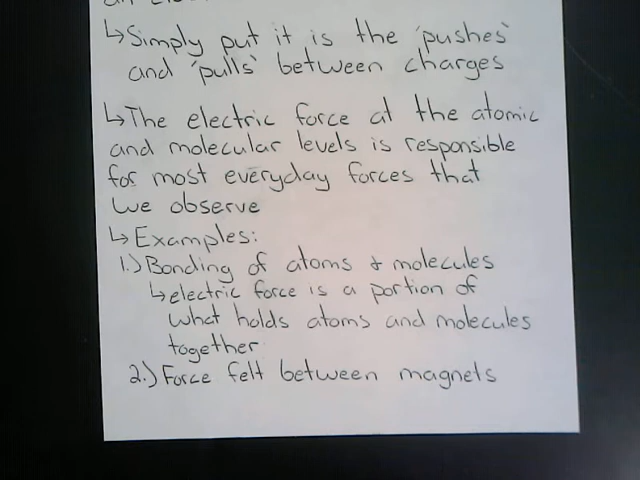 ↳Simply put it is the 'pushes'
and 'pulls' between charges
↳The electric force at the atomic
and molecular levels is responsible
for most everyday forces that
we observe
↳Examples:
1.) Bonding of atoms & molecules
↳electric force is a portion of
what holds atoms and molecules
together
2.) Force felt between magnets